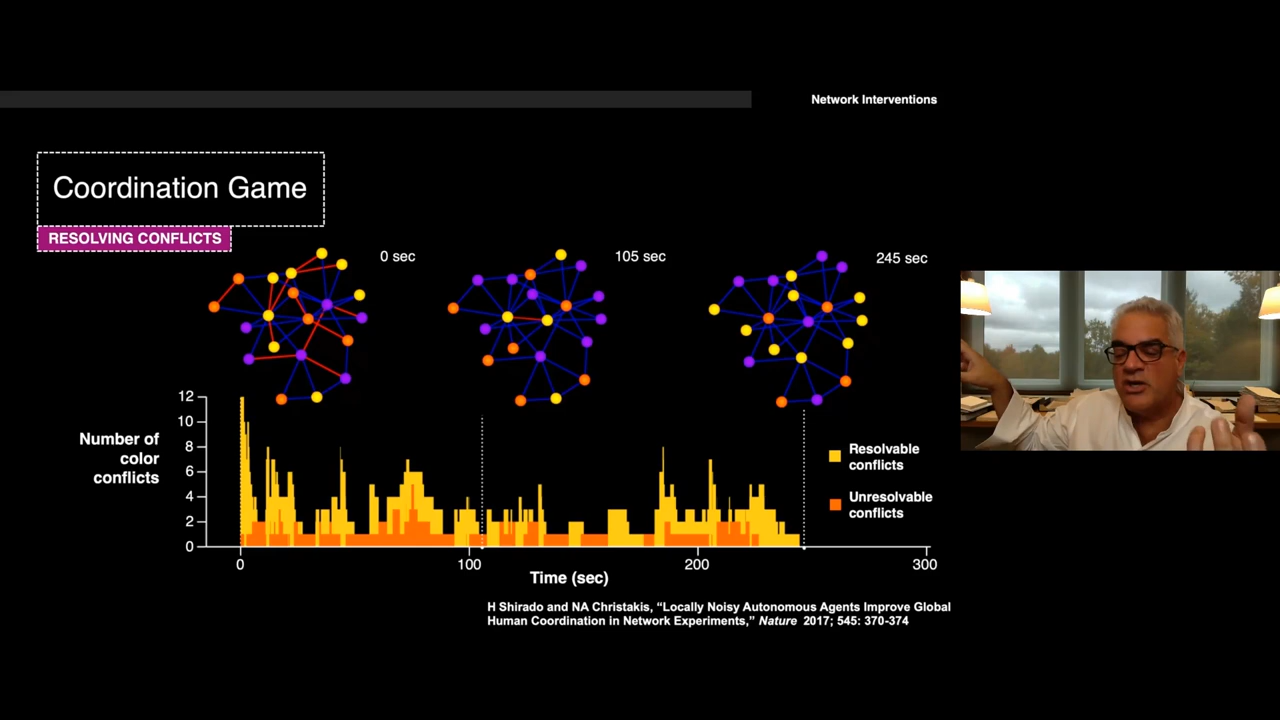 Network Interventions
Coordination Game
RESOLVING CONFLICTS
0 sec
105 sec
245 sec
Number of
color
conflicts
12
10
8
6
4
2
0
Resolvable
conflicts
Unresolvable
conflicts
0
100
200
300
Time (sec)
H Shirado and NA Christakis, “Locally Noisy Autonomous Agents Improve Global
Human Coordination in Network Experiments,” Nature 2017; 545: 370-374